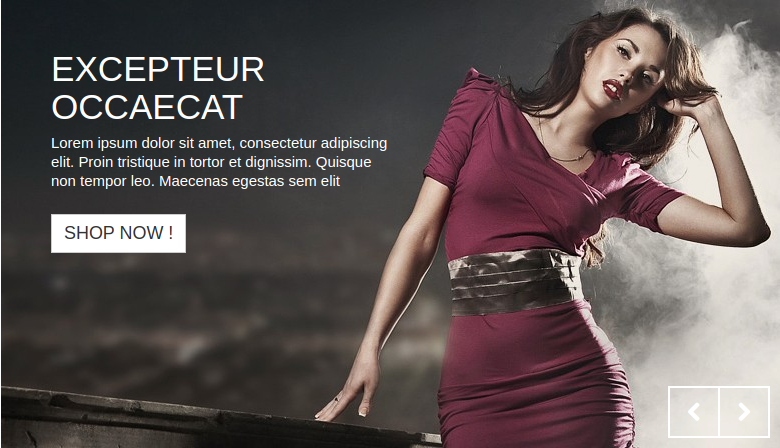 EXCEPTEUR
OCCAECAT
Lorem ipsum dolor sit amet, consectetur adipiscing
elit. Proin tristique in tortor et dignissim. Quisque
non tempor leo. Maecenas egestas sem elit
SHOP NOW !